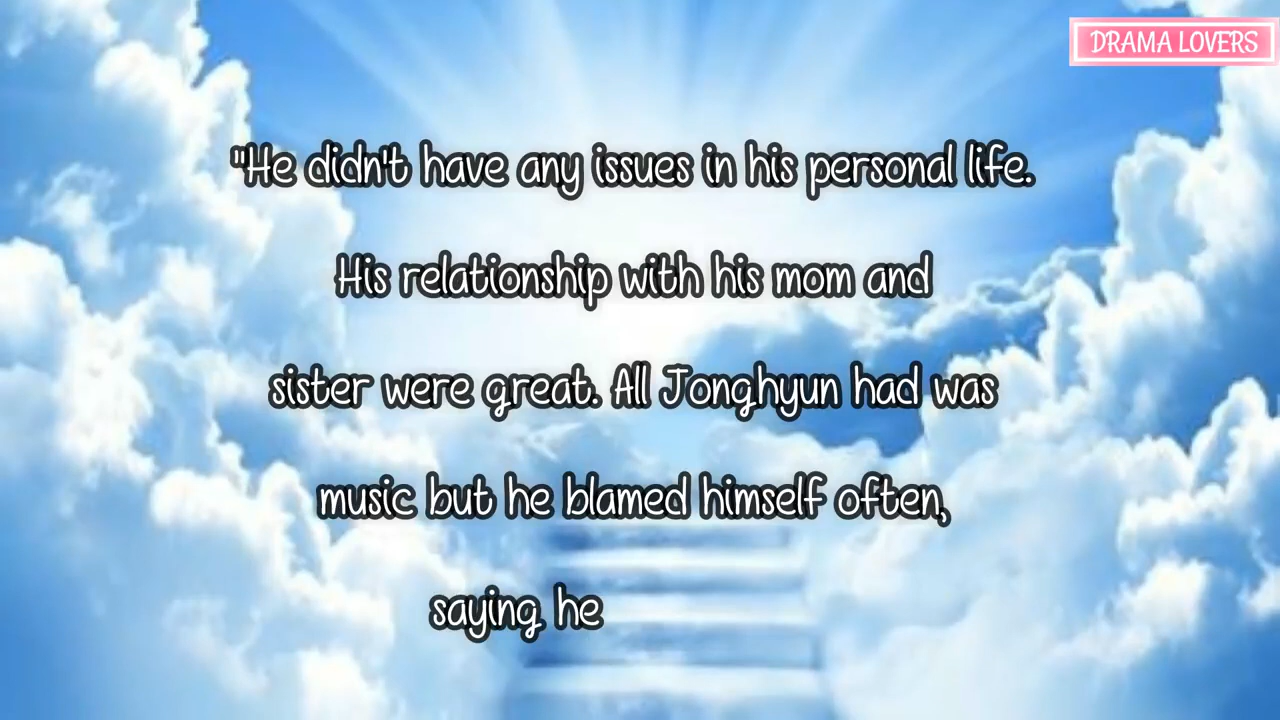 DRAMA LOVERS
"He didn't have any issues in his personal life.
His relationship with his mom and
sister were great. All Jonghyun had was
music but he blamed himself often,
saying he